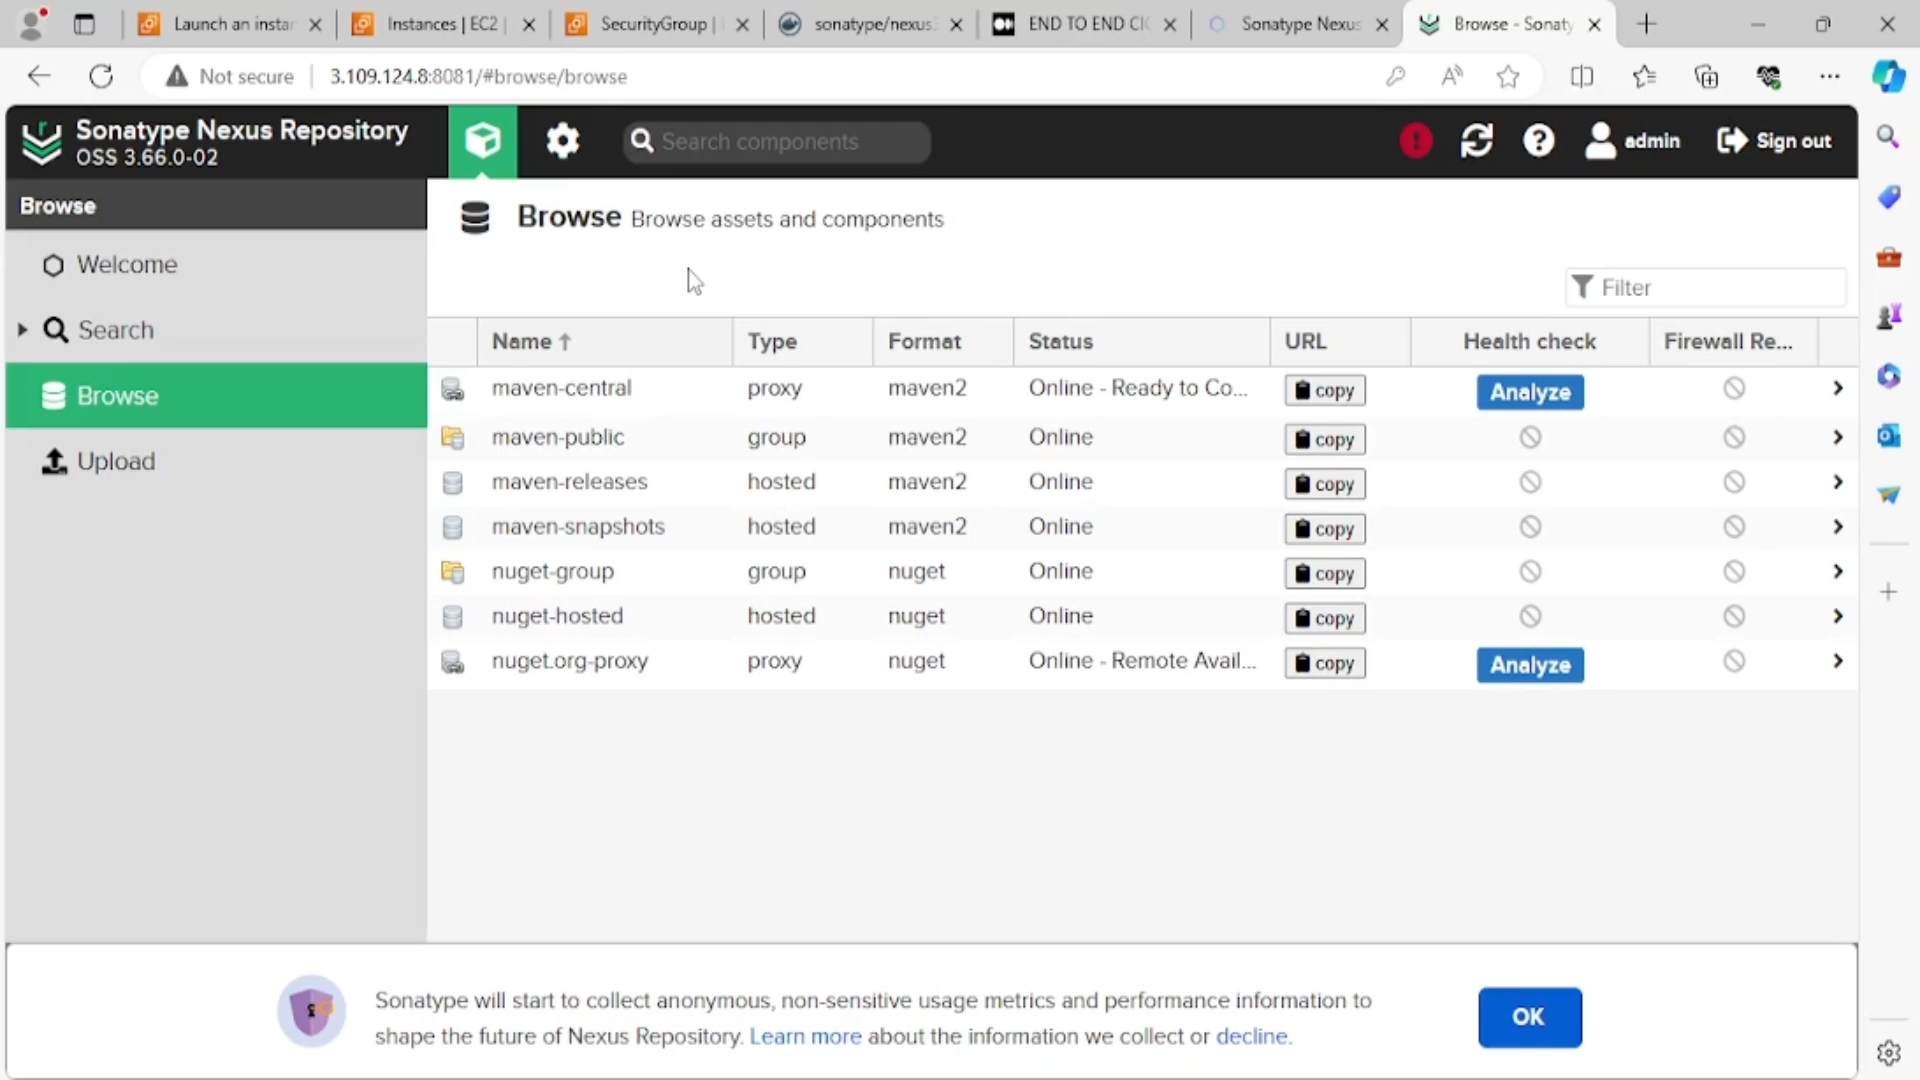 Launch an instar
Instances | EC2 |
SecurityGroup |
sonatype/nexus
END TO END CI
Sonatype Nexus
Browse - Sonaty
Not secure
3.109.124.8:8081/#browse/browse
Sonatype Nexus Repository
OSS 3.66.0-02
Search components
admin
Sign out
Browse
Welcome
Search
Browse
Upload
Browse Browse assets and components
Filter
Name Type Format Status URL Health check Firewall Re...
maven-central proxy maven2 Online - Ready to Co... copy Analyze
maven-public group maven2 Online copy
maven-releases hosted maven2 Online copy
maven-snapshots hosted maven2 Online copy
nuget-group group nuget Online copy
nuget-hosted hosted nuget Online copy
nuget.org-proxy proxy nuget Online - Remote Avail... copy Analyze
Sonatype will start to collect anonymous, non-sensitive usage metrics and performance information to
shape the future of Nexus Repository. Learn more about the information we collect or decline.
OK